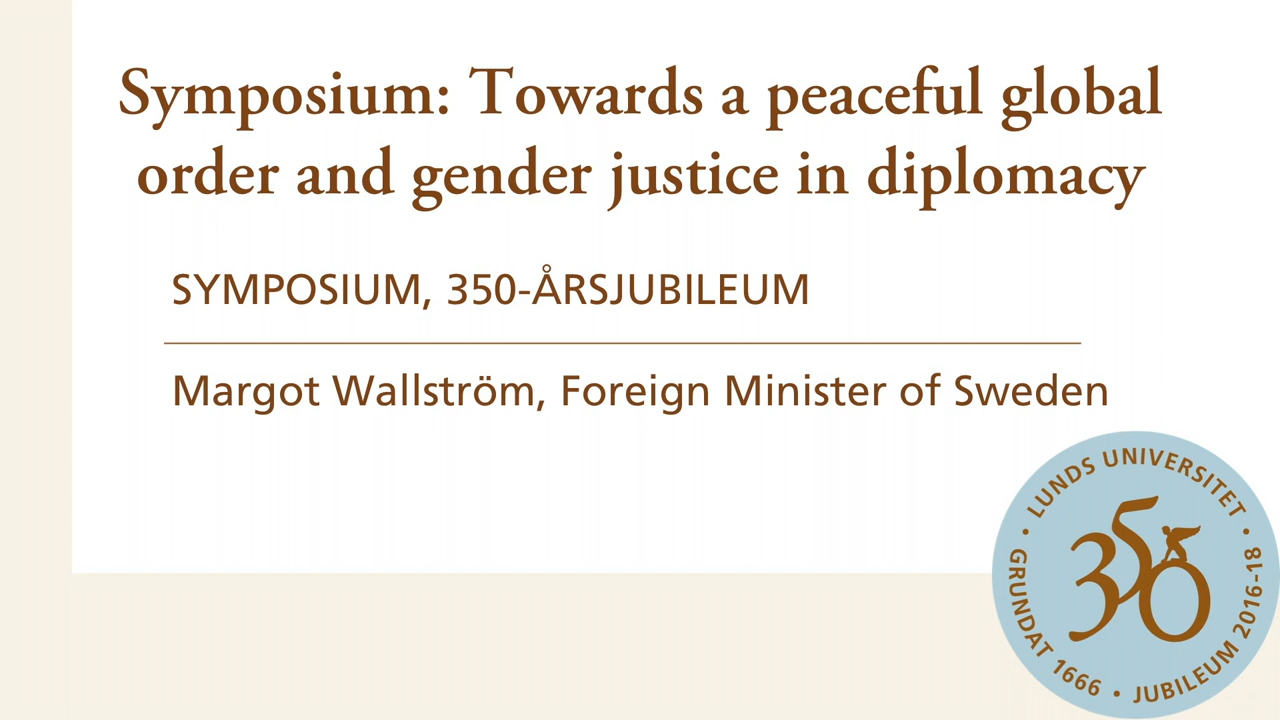 Symposium: Towards a peaceful global
order and gender justice in diplomacy
SYMPOSIUM, 350-ÅRSJUBILEUM
Margot Wallström, Foreign Minister of Sweden
• LUNDS UNIVERSITET •
350
GRUNDAT 1666 • JUBILEUM 2016-18